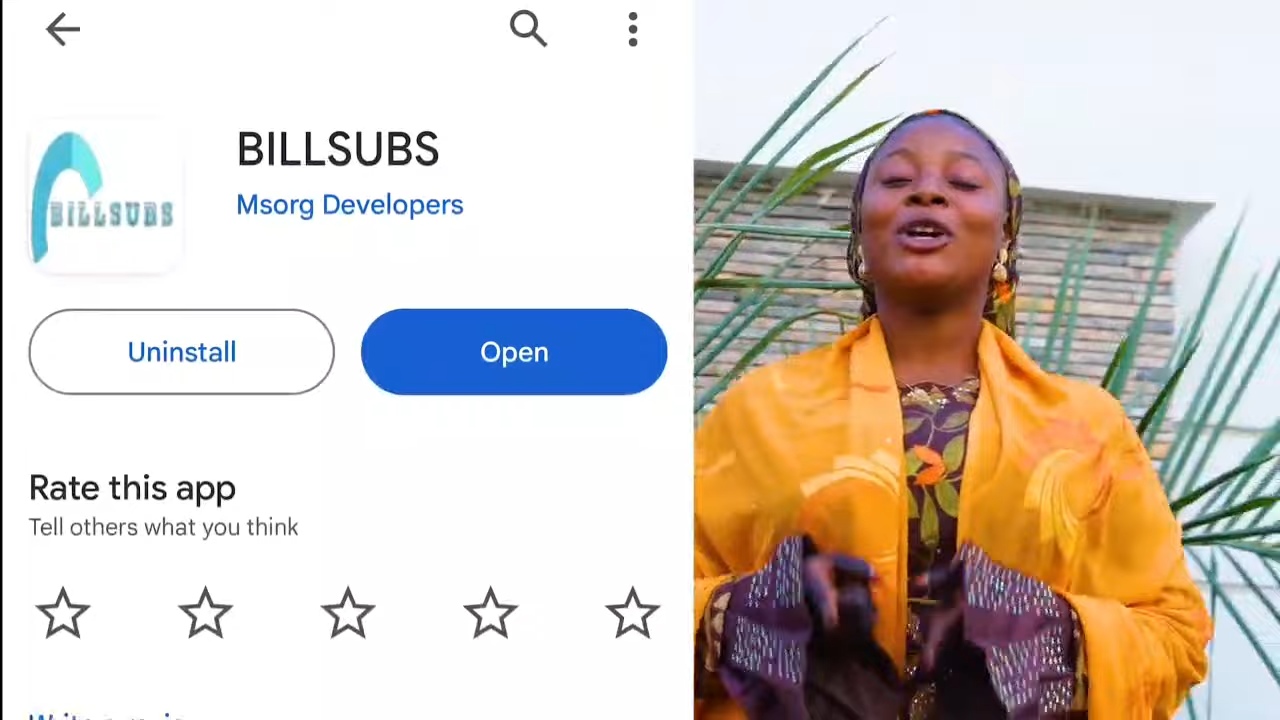 BILLSUBS
Msorg Developers
BILLSUBS
Uninstall
Open
Rate this app
Tell others what you think